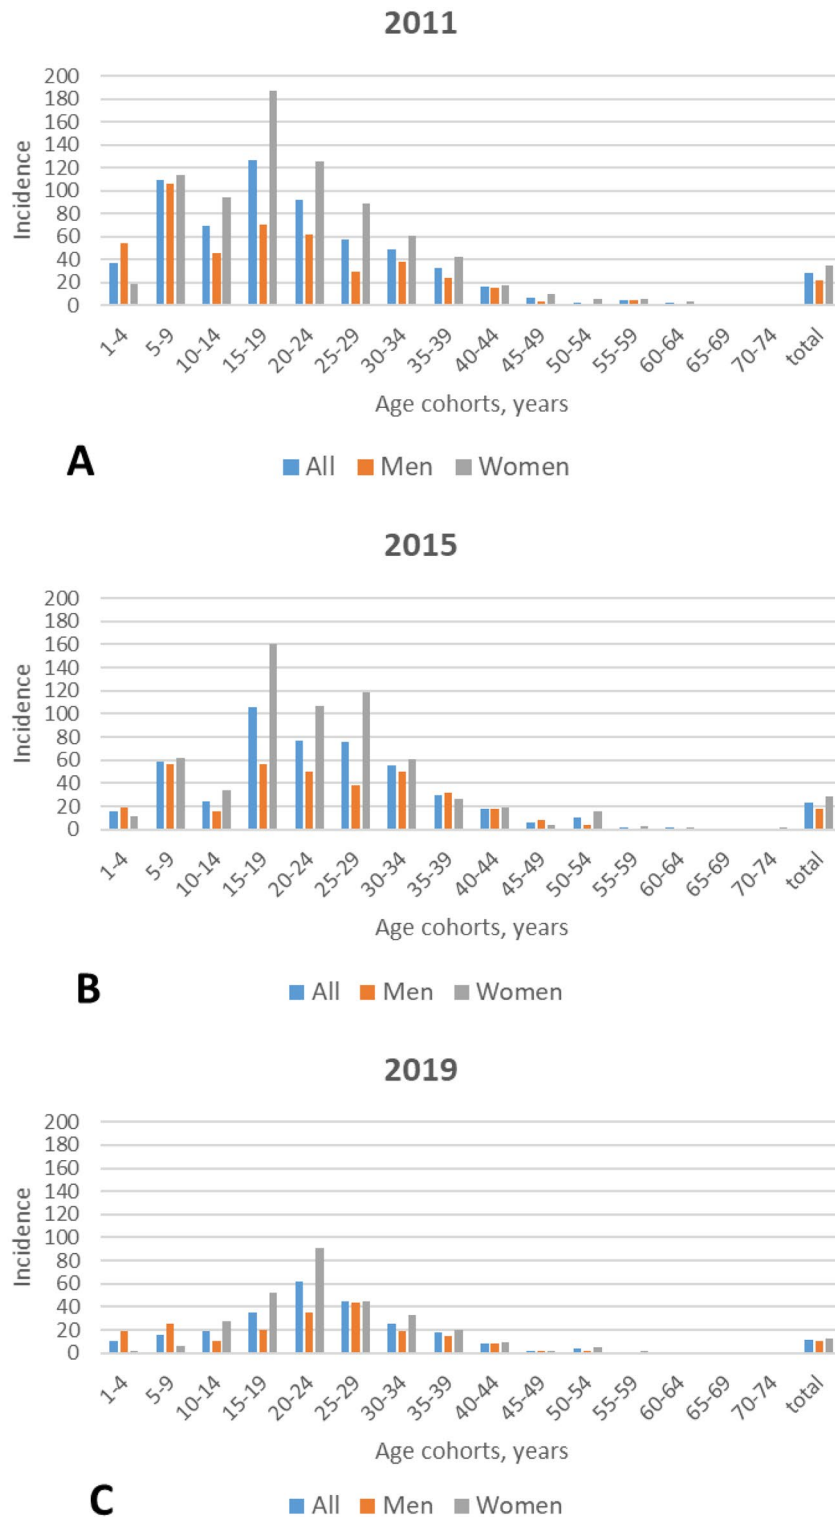 2011
200
180
160
140
120
100
80
60
40
20
0
Incidence
1-4 5-9 10-14 15-19 20-24 25-29 30-34 35-39 40-44 45-49 50-54 55-59 60-64 65-69 70-74 total
Age cohorts, years
A
All Men Women
2015
200
180
160
140
120
100
80
60
40
20
0
Incidence
1-4 5-9 10-14 15-19 20-24 25-29 30-34 35-39 40-44 45-49 50-54 55-59 60-64 65-69 70-74 total
Age cohorts, years
B
All Men Women
2019
200
180
160
140
120
100
80
60
40
20
0
Incidence
1-4 5-9 10-14 15-19 20-24 25-29 30-34 35-39 40-44 45-49 50-54 55-59 60-64 65-69 70-74 total
Age cohorts, years
C
All Men Women